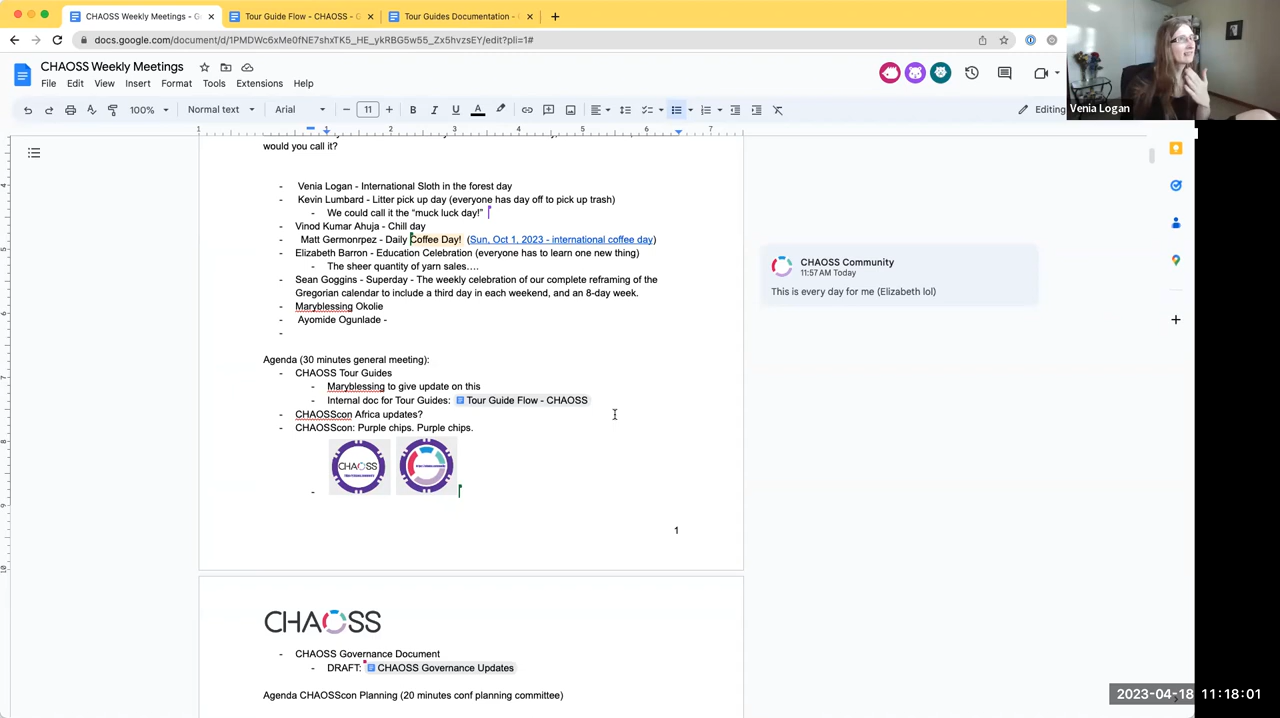 CHAOSS Weekly Meetings - G
Tour Guide Flow - CHAOSS - G
Tour Guides Documentation -
docs.google.com/document/d/1PMDWc6xMe0fNE7shxTK5_HE_ykRBG5w55_Zx5hvzsEY/edit?pli=1#
CHAOSS Weekly Meetings
File Edit View Insert Format Tools Extensions Help
100% Normal text Arial 11 Editing
Venia Logan
would you call it?
- Venia Logan - International Sloth in the forest day
- Kevin Lumbard - Litter pick up day (everyone has day off to pick up trash)
- We could call it the “muck luck day!”
- Vinod Kumar Ahuja - Chill day
- Matt Germonrpez - Daily Coffee Day! (Sun, Oct 1, 2023 - international coffee day)
- Elizabeth Barron - Education Celebration (everyone has to learn one new thing)
- The sheer quantity of yarn sales....
- Sean Goggins - Superday - The weekly celebration of our complete reframing of the
Gregorian calendar to include a third day in each weekend, and an 8-day week.
- Maryblessing Okolie
- Ayomide Ogunlade -
-
CHAOSS Community
11:57 AM Today
This is every day for me (Elizabeth lol)
Agenda (30 minutes general meeting):
- CHAOSS Tour Guides
- Maryblessing to give update on this
- Internal doc for Tour Guides: Tour Guide Flow - CHAOSS
- CHAOSScon Africa updates?
- CHAOSScon: Purple chips. Purple chips.
- CHAOSS
1
CHAOSS
- CHAOSS Governance Document
- DRAFT: CHAOSS Governance Updates
Agenda CHAOSScon Planning (20 minutes conf planning committee)
2023-04-18 11:18:01